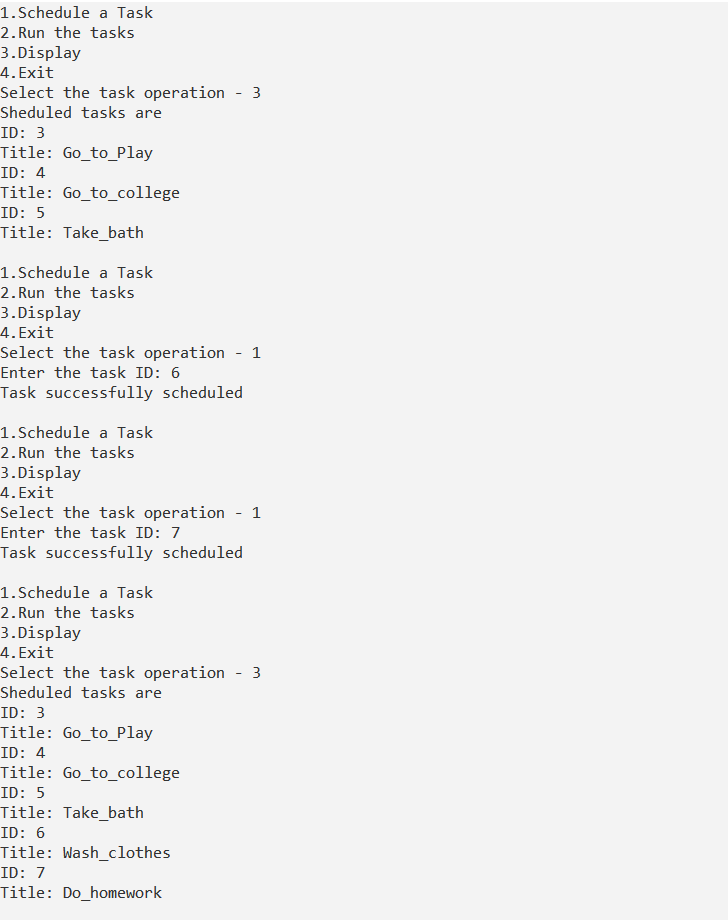 1.Schedule a Task
2.Run the tasks
3.Display
4.Exit
Select the task operation - 3
Sheduled tasks are
ID: 3
Title: Go_to_Play
ID: 4
Title: Go_to_college
ID: 5
Title: Take_bath

1.Schedule a Task
2.Run the tasks
3.Display
4.Exit
Select the task operation - 1
Enter the task ID: 6
Task successfully scheduled

1.Schedule a Task
2.Run the tasks
3.Display
4.Exit
Select the task operation - 1
Enter the task ID: 7
Task successfully scheduled

1.Schedule a Task
2.Run the tasks
3.Display
4.Exit
Select the task operation - 3
Sheduled tasks are
ID: 3
Title: Go_to_Play
ID: 4
Title: Go_to_college
ID: 5
Title: Take_bath
ID: 6
Title: Wash_clothes
ID: 7
Title: Do_homework